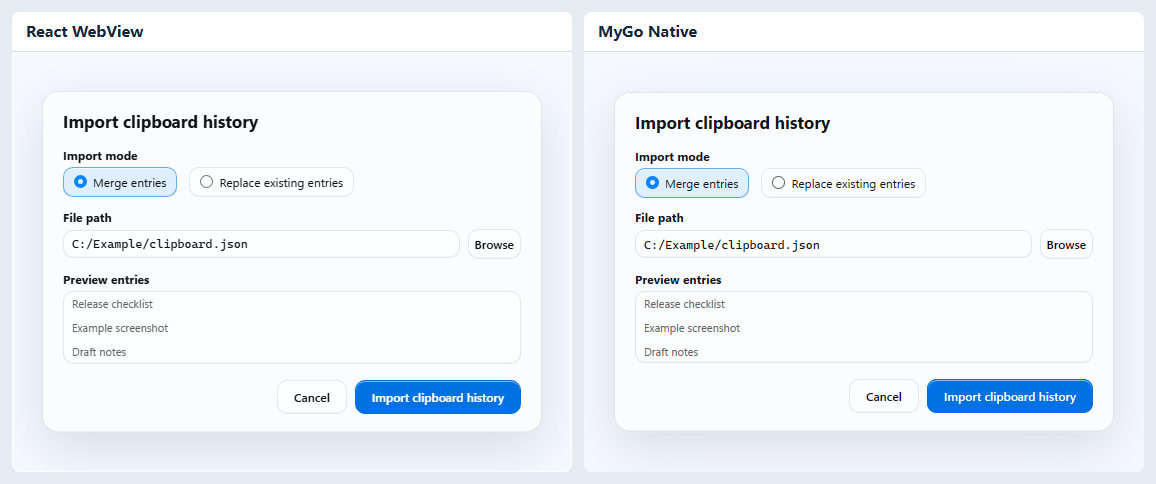 React WebView
Import clipboard history
Import mode
Merge entries
Replace existing entries
File path
C:/Example/clipboard.json
Browse
Preview entries
Release checklist
Example screenshot
Draft notes
Cancel
Import clipboard history
MyGo Native
Import clipboard history
Import mode
Merge entries
Replace existing entries
File path
C:/Example/clipboard.json
Browse
Preview entries
Release checklist
Example screenshot
Draft notes
Cancel
Import clipboard history